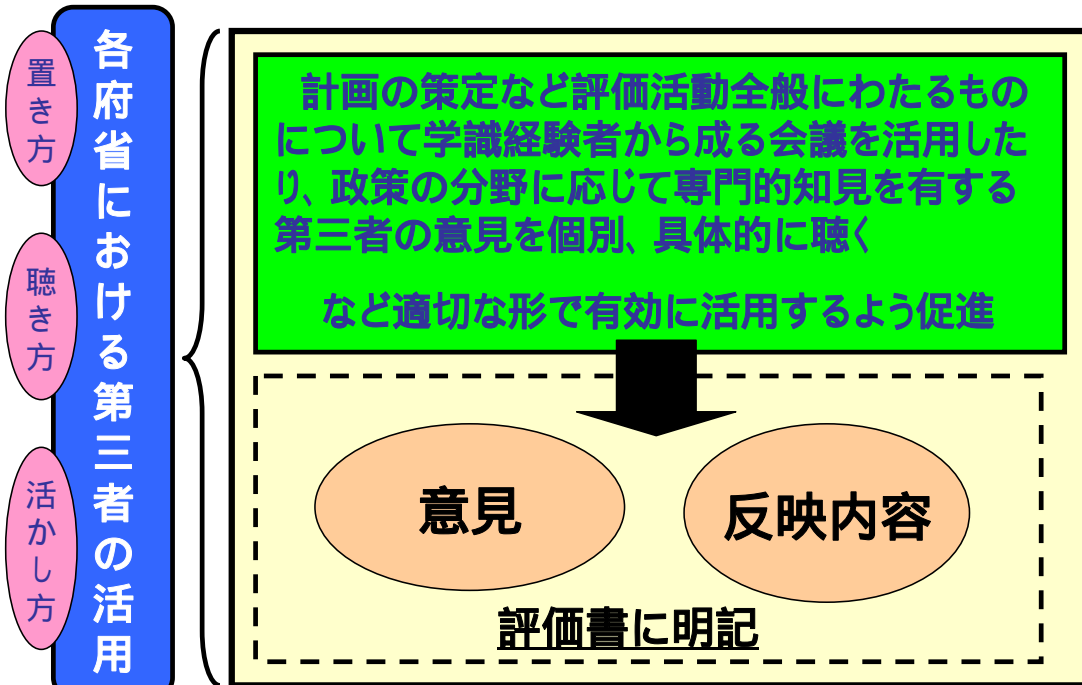 置き方
聴き方
活かし方
各府省における第三者の活用
計画の策定など評価活動全般にわたるもの
について学識経験者から成る会議を活用した
り、政策の分野に応じて専門的知見を有する
第三者の意見を個別、具体的に聴く
など適切な形で有効に活用するよう促進
意見
反映内容
評価書に明記